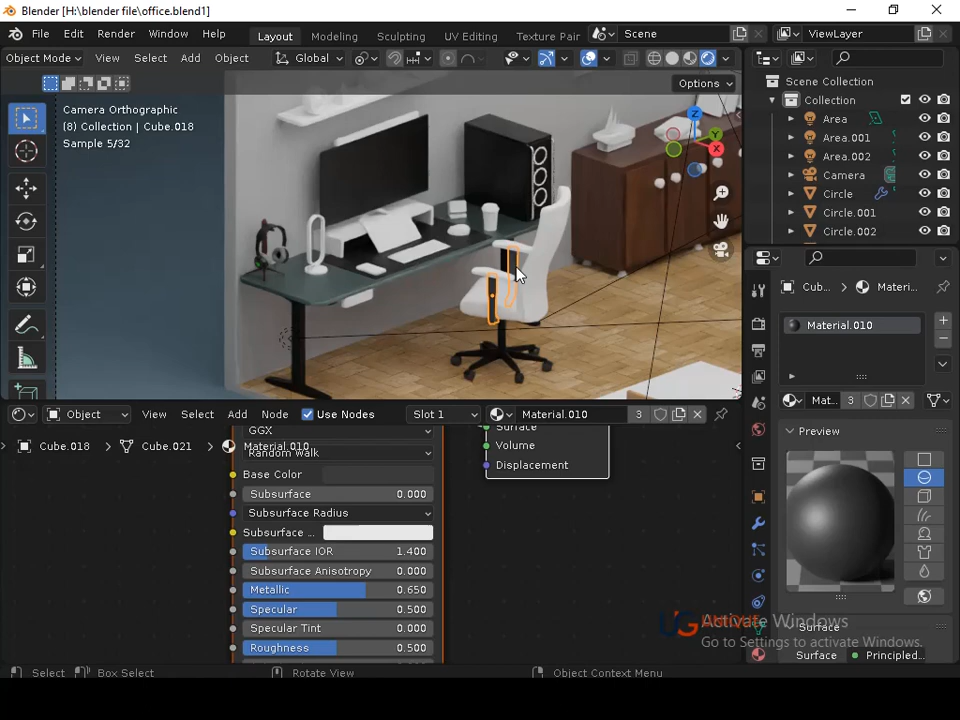 Blender [H:\blender file\office.blend1]
File Edit Render Window Help Layout Modeling Sculpting UV Editing Texture Pair Scene ViewLayer
Object Mode View Select Add Object Global
Options
Camera Orthographic
(8) Collection | Cube.018
Sample 5/32
Z
Y
X
Scene Collection
Collection
Area
Area.001
Area.002
Camera
Circle
Circle.001
Circle.002
Cub... Materi...
Material.010
Mat... 3
Preview
Surface
Surface Principled...
Object View Select Add Node Use Nodes Slot 1 Material.010 3
Cube.018 Cube.021 Material.010
GGX
Random Walk
Base Color
Subsurface 0.000
Subsurface Radius
Subsurface ...
Subsurface IOR 1.400
Subsurface Anisotropy 0.000
Metallic 0.650
Specular 0.500
Specular Tint 0.000
Roughness 0.500
Surface
Volume
Displacement
Activate Windows
Go to Settings to activate Windows.
Select Box Select Rotate View Object Context Menu